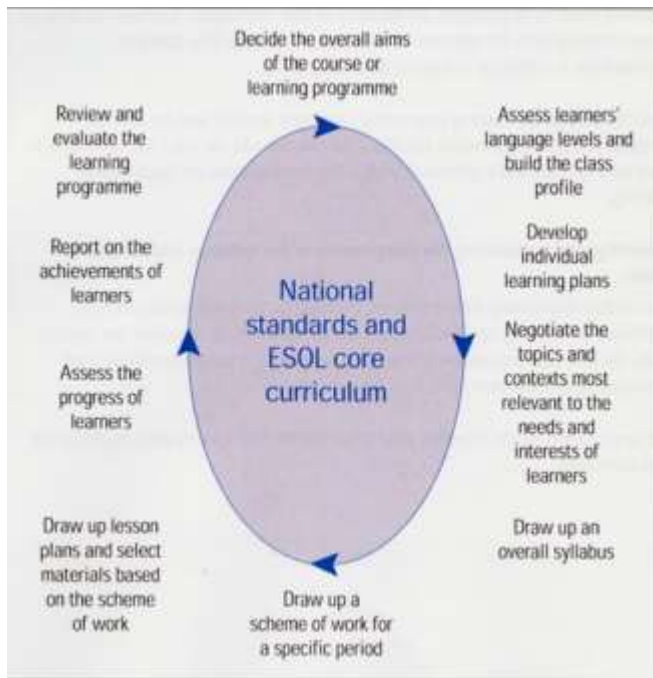 Decide the overall aims
of the course or
learning programme
Assess learners'
language levels and
build the class
profile
Develop
individual
learning plans
Negotiate the
topics and
contexts most
relevant to the
needs and
interests of
learners
Draw up an
overall syllabus
Draw up a
scheme of work for
a specific period
Draw up lesson
plans and select
materials based
on the scheme
of work
Assess the
progress of
learners
Report on the
achievements of
learners
Review and
evaluate the
learning
programme
National
standards and
ESOL core
curriculum